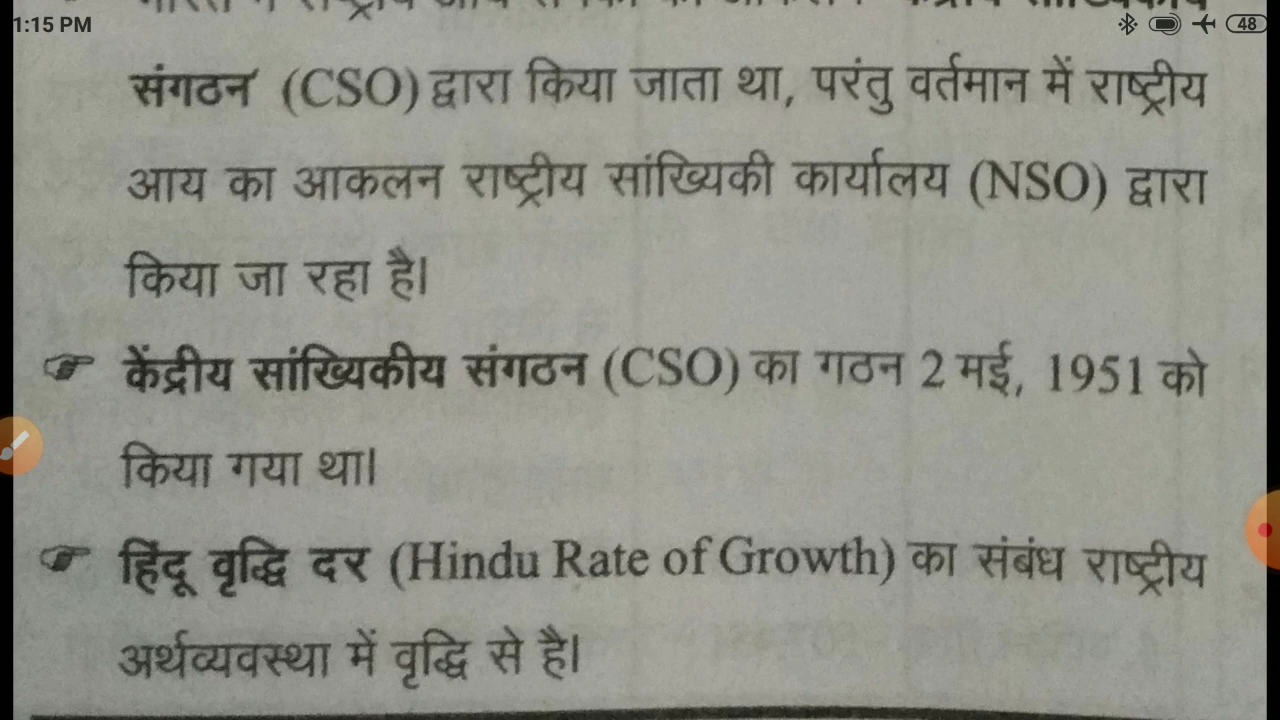 1:15 PM
48
संगठन (CSO) द्वारा किया जाता था, परंतु वर्तमान में राष्ट्रीय
आय का आकलन राष्ट्रीय सांख्यिकी कार्यालय (NSO) द्वारा
किया जा रहा है।
केंद्रीय सांख्यिकीय संगठन (CSO) का गठन 2 मई, 1951 को
किया गया था।
हिंदू वृद्धि दर (Hindu Rate of Growth) का संबंध राष्ट्रीय
अर्थव्यवस्था में वृद्धि से है।